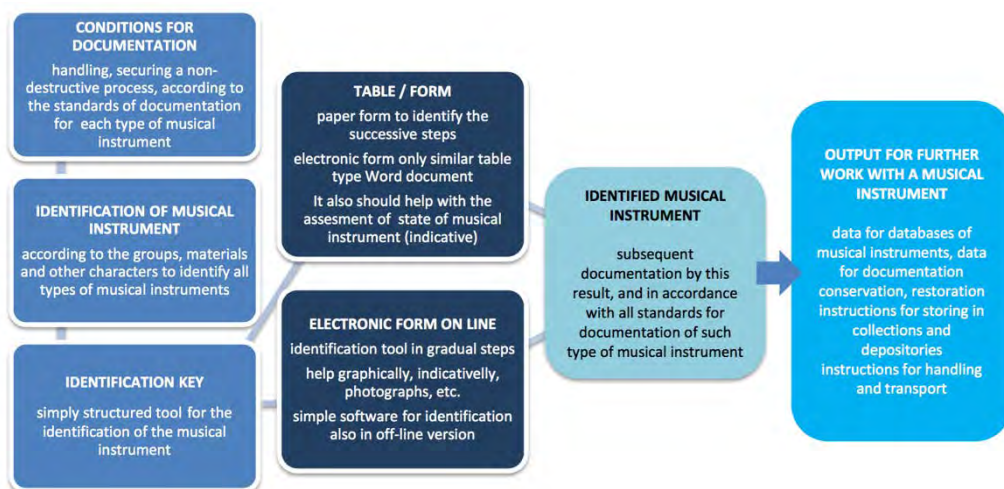 CONDITIONS FOR
DOCUMENTATION
handling, securing a non-
destructive process, according to
the standards of documentation
for each type of musical
instrument
IDENTIFICATION OF MUSICAL
INSTRUMENT
according to the groups, materials
and other characters to identify all
types of musical instruments
IDENTIFICATION KEY
simply structured tool for the
identification of the musical
instrument
TABLE / FORM
paper form to identify the
successive steps
electronic form only similar table
type Word document
It also should help with the
assesment of state of musical
instrument (indicative)
ELECTRONIC FORM ON LINE
identification tool in gradual steps
help graphically, indicativelly,
photographs, etc.
simple software for identification
also in off-line version
IDENTIFIED MUSICAL
INSTRUMENT
subsequent
documentation by this
result, and in accordance
with all standards for
documentation of such
type of musical instrument
OUTPUT FOR FURTHER
WORK WITH A MUSICAL
INSTRUMENT
data for databases of
musical instruments, data
for documentation
conservation, restoration
instructions for storing in
collections and
depositories
instructions for handling
and transport